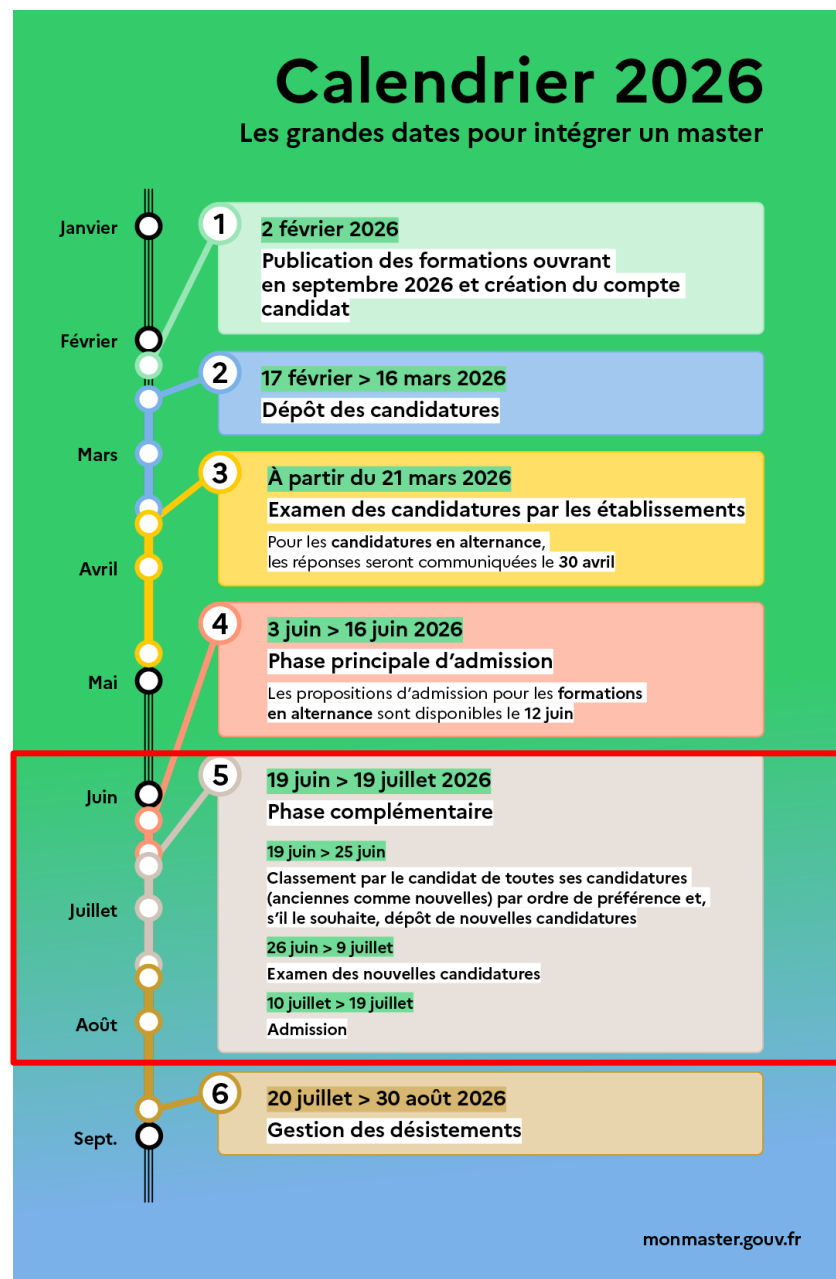 Calendrier 2026
Les grandes dates pour intégrer un master
Janvier
1
2 février 2026
Publication des formations ouvrant
en septembre 2026 et création du compte
candidat
Février
2
17 février > 16 mars 2026
Dépôt des candidatures
Mars
3
À partir du 21 mars 2026
Examen des candidatures par les établissements
Pour les candidatures en alternance,
les réponses seront communiquées le 30 avril
Avril
4
3 juin > 16 juin 2026
Phase principale d’admission
Les propositions d’admission pour les formations
en alternance sont disponibles le 12 juin
Mai
Juin
5
19 juin > 19 juillet 2026
Phase complémentaire
19 juin > 25 juin
Classement par le candidat de toutes ses candidatures
(anciennes comme nouvelles) par ordre de préférence et,
s’il le souhaite, dépôt de nouvelles candidatures
Juillet
26 juin > 9 juillet
Examen des nouvelles candidatures
10 juillet > 19 juillet
Admission
Août
6
20 juillet > 30 août 2026
Gestion des désistements
Sept.
monmaster.gouv.fr